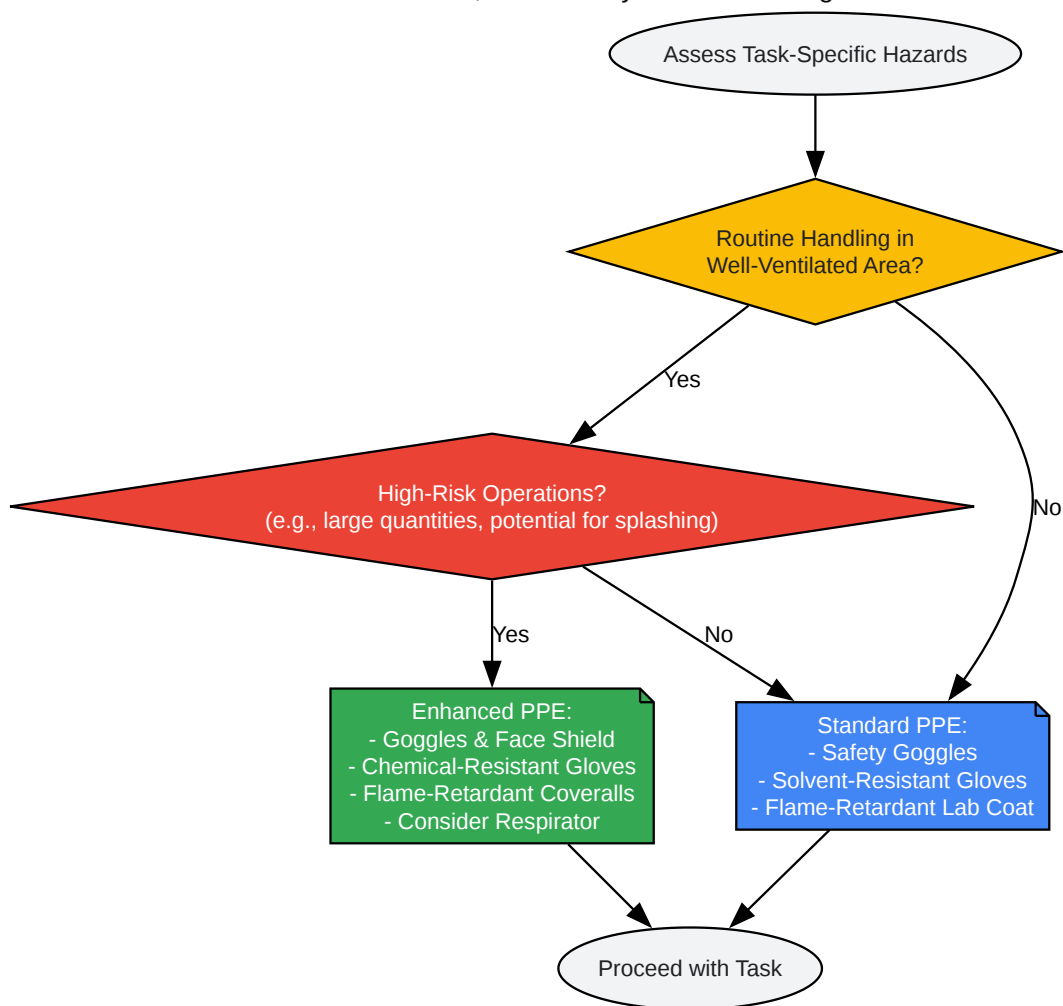 Assess Task-Specific Hazards
Routine Handling in
Well-Ventilated Area?
Yes
No
High-Risk Operations?
(e.g., large quantities, potential for splashing)
Yes
No
Enhanced PPE:
- Goggles & Face Shield
- Chemical-Resistant Gloves
- Flame-Retardant Coveralls
- Consider Respirator
Standard PPE:
- Safety Goggles
- Solvent-Resistant Gloves
- Flame-Retardant Lab Coat
Proceed with Task